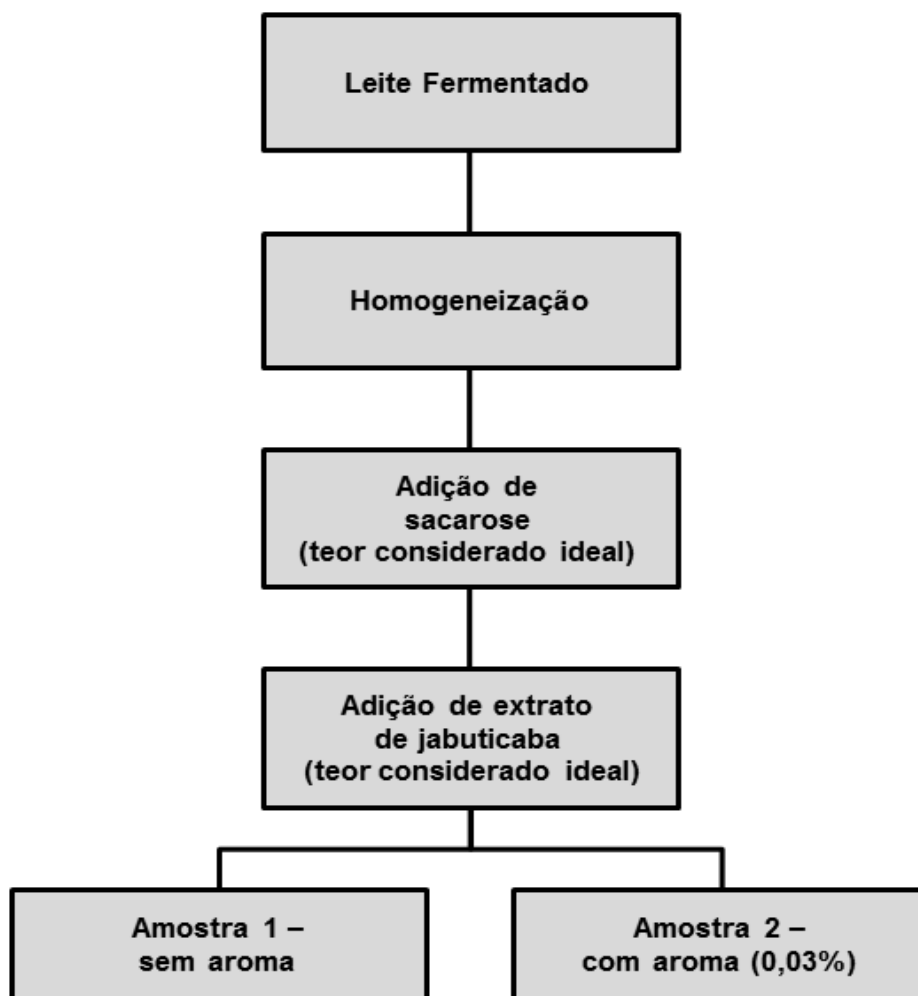 Leite Fermentado
Homogeneização
Adição de
sacarose
(teor considerado ideal)
Adição de extrato
de jabuticaba
(teor considerado ideal)
Amostra 1 –
sem aroma
Amostra 2 –
com aroma (0,03%)